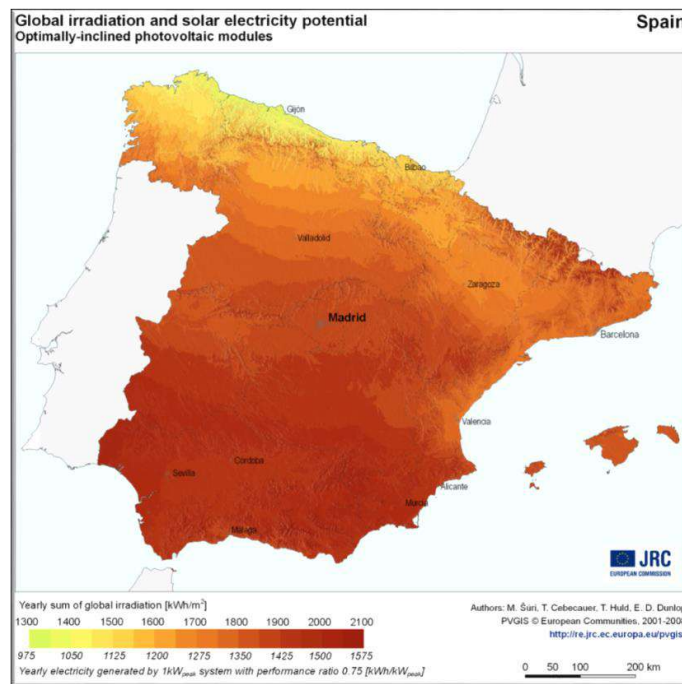 Global irradiation and solar electricity potential
Optimally-inclined photovoltaic modules
Spain
Gijón
Bilbao
Valladolid
Zaragoza
Madrid
Barcelona
Valencia
Córdoba
Sevilla
Alicante
Murcia
Málaga
JRC
EUROPEAN COMMISSION
Yearly sum of global irradiation [kWh/m²]
1300 1400 1500 1600 1700 1800 1900 2000 2100
975 1050 1125 1200 1275 1350 1425 1500 1575
Yearly electricity generated by 1kWpeak system with performance ratio 0.75 [kWh/kWpeak]
Authors: M. Šúri, T. Cebecauer, T. Huld, E. D. Dunlop
PVGIS © European Communities, 2001-2008
http://re.jrc.ec.europa.eu/pvgis
0 50 100 200 km